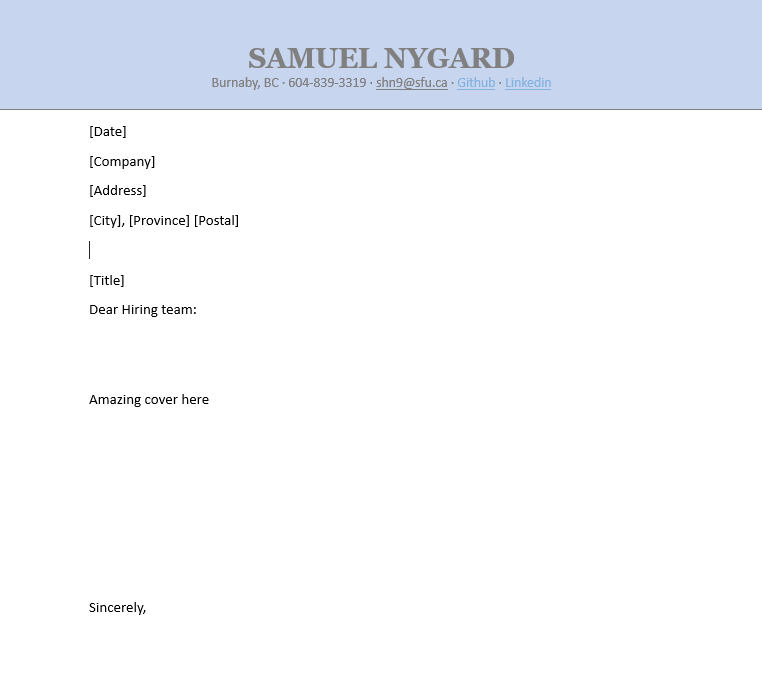 SAMUEL NYGARD
Burnaby, BC · 604-839-3319 · shn9@sfu.ca · Github · Linkedin
[Date]
[Company]
[Address]
[City], [Province] [Postal]
[Title]
Dear Hiring team:
Amazing cover here
Sincerely,